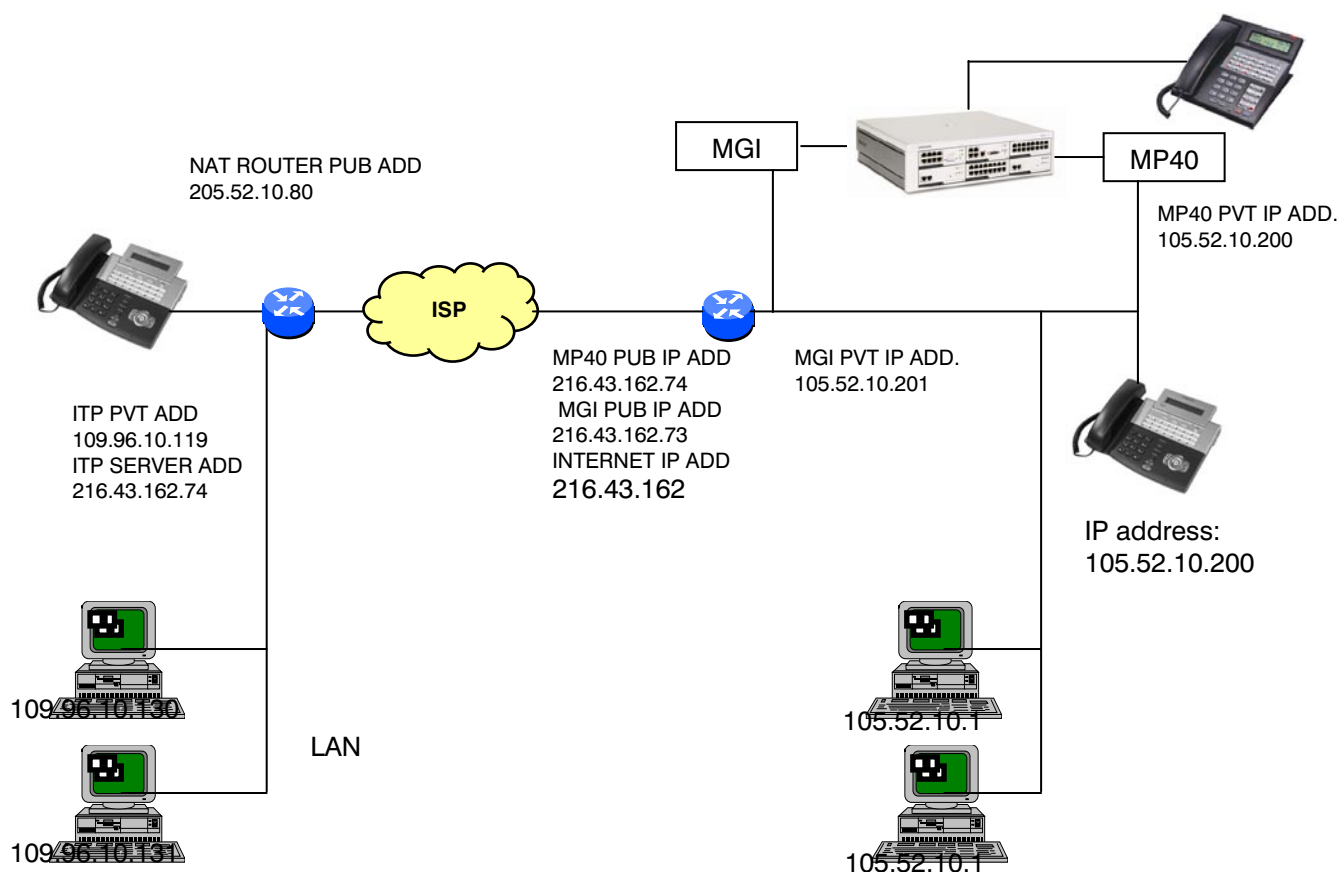 MGI
MP40
NAT ROUTER PUB ADD
205.52.10.80
MP40 PVT IP ADD.
105.52.10.200
ISP
MP40 PUB IP ADD
216.43.162.74
MGI PUB IP ADD
216.43.162.73
INTERNET IP ADD
216.43.162
MGI PVT IP ADD.
105.52.10.201
ITP PVT ADD
109.96.10.119
ITP SERVER ADD
216.43.162.74
IP address:
105.52.10.200
109.96.10.130
105.52.10.1
LAN
109.96.10.131
105.52.10.1